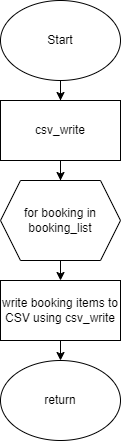 Start
csv_write
for booking in
booking_list
write booking items to
CSV using csv_write
return